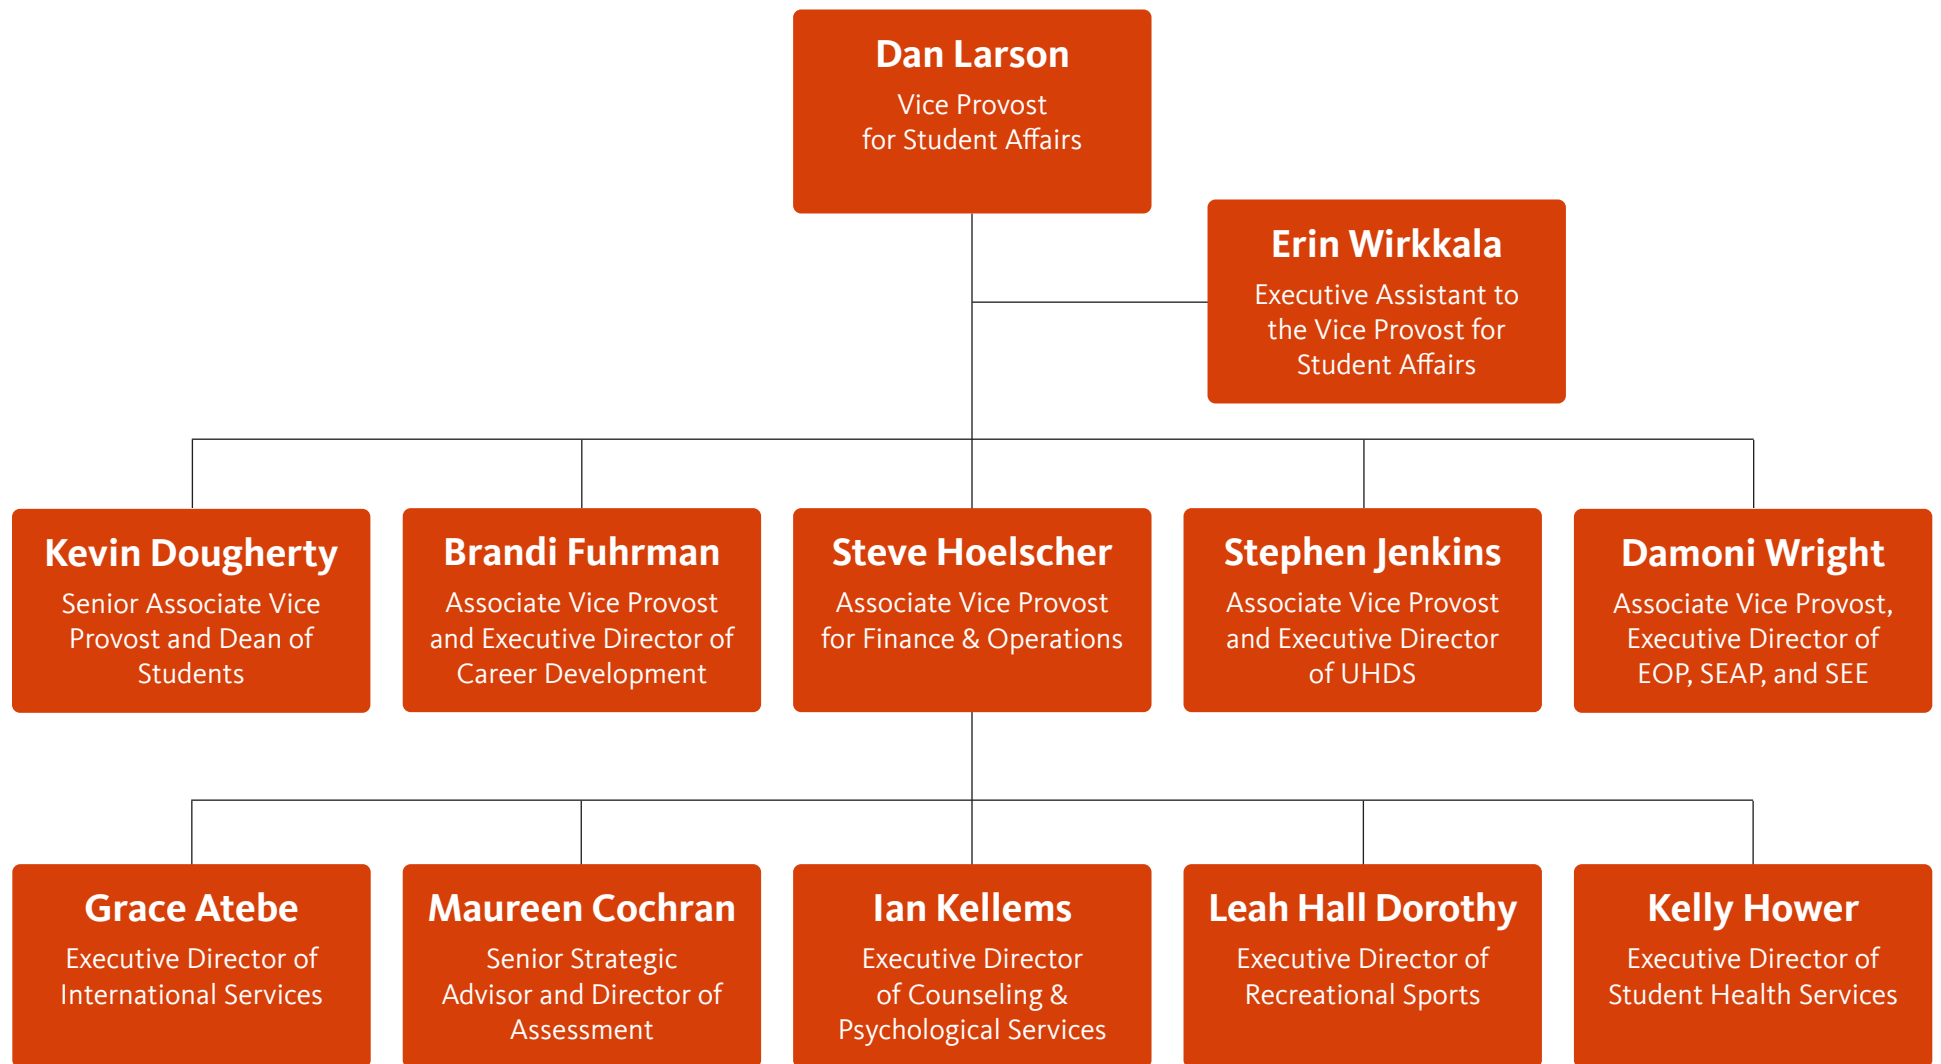 Dan Larson
Vice Provost
for Student Affairs
Erin Wirkkala
Executive Assistant to
the Vice Provost for
Student Affairs
Kevin Dougherty
Senior Associate Vice
Provost and Dean of
Students
Brandi Fuhrman
Associate Vice Provost
and Executive Director of
Career Development
Steve Hoelscher
Associate Vice Provost
for Finance & Operations
Stephen Jenkins
Associate Vice Provost
and Executive Director
of UHDS
Damoni Wright
Associate Vice Provost,
Executive Director of
EOP, SEAP, and SEE
Grace Atebe
Executive Director of
International Services
Maureen Cochran
Senior Strategic
Advisor and Director of
Assessment
Ian Kellems
Executive Director
of Counseling &
Psychological Services
Leah Hall Dorothy
Executive Director of
Recreational Sports
Kelly Hower
Executive Director of
Student Health Services